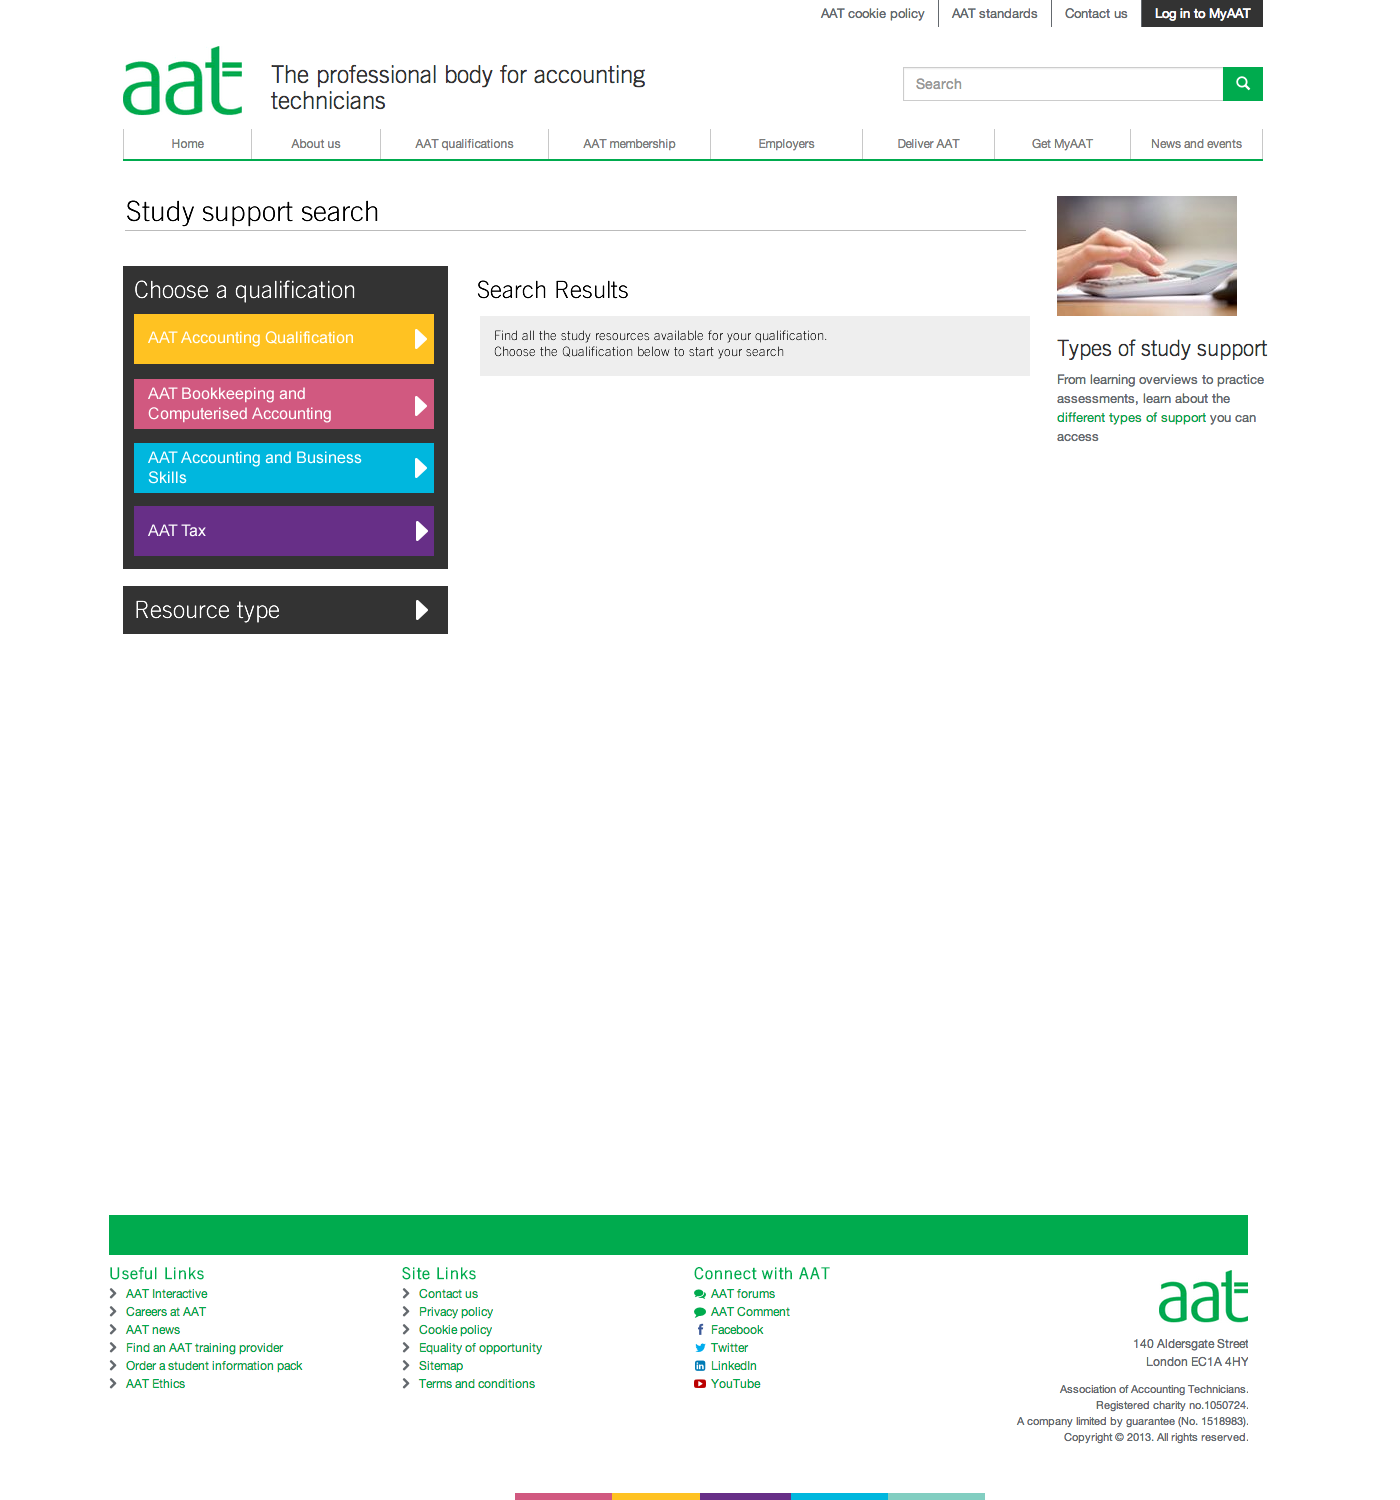 AAT cookie policy
AAT standards
Contact us
Log in to MyAAT
aat
The professional body for accounting
technicians
Search
Home
About us
AAT qualifications
AAT membership
Employers
Deliver AAT
Get MyAAT
News and events
Study support search
Choose a qualification
AAT Accounting Qualification
AAT Bookkeeping and
Computerised Accounting
AAT Accounting and Business
Skills
AAT Tax
Resource type
Search Results
Find all the study resources available for your qualification.
Choose the Qualification below to start your search
Types of study support
From learning overviews to practice
assessments, learn about the
different types of support you can
access
Useful Links
AAT Interactive
Careers at AAT
AAT news
Find an AAT training provider
Order a student information pack
AAT Ethics
Site Links
Contact us
Privacy policy
Cookie policy
Equality of opportunity
Sitemap
Terms and conditions
Connect with AAT
AAT forums
AAT Comment
Facebook
Twitter
LinkedIn
YouTube
aat
140 Aldersgate Street
London EC1A 4HY
Association of Accounting Technicians.
Registered charity no.1050724.
A company limited by guarantee (No. 1518983).
Copyright © 2013. All rights reserved.